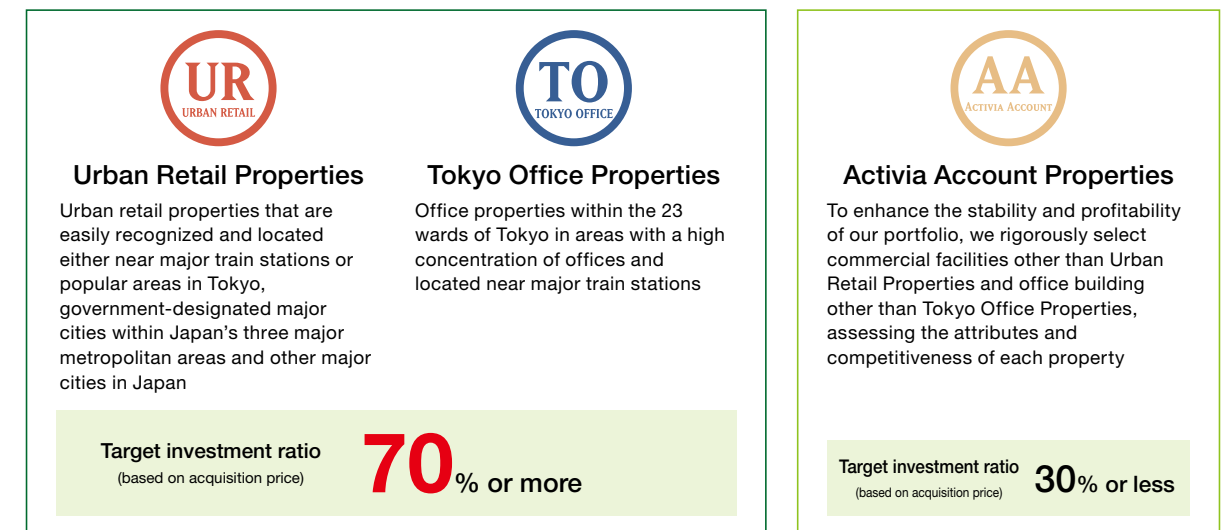 UR
URBAN RETAIL
Urban Retail Properties
Urban retail properties that are
easily recognized and located
either near major train stations or
popular areas in Tokyo,
government-designated major
cities within Japan's three major
metropolitan areas and other major
cities in Japan
TO
TOKYO OFFICE
Tokyo Office Properties
Office properties within the 23
wards of Tokyo in areas with a high
concentration of offices and
located near major train stations
Target investment ratio
(based on acquisition price)
70% or more
AA
ACTIVIA ACCOUNT
Activia Account Properties
To enhance the stability and profitability
of our portfolio, we rigorously select
commercial facilities other than Urban
Retail Properties and office building
other than Tokyo Office Properties,
assessing the attributes and
competitiveness of each property
Target investment ratio
(based on acquisition price)
30% or less